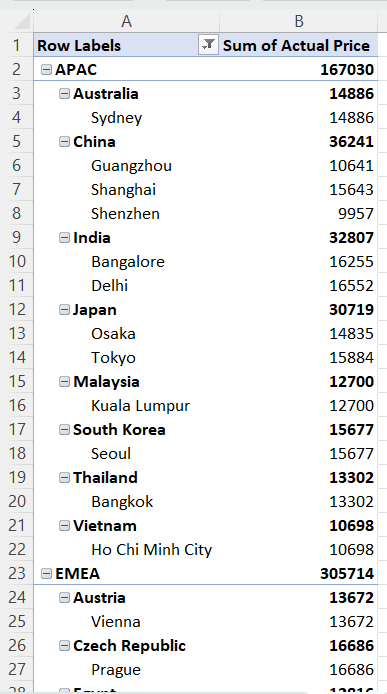 A B
1 Row Labels Sum of Actual Price
2 APAC 167030
3 Australia 14886
4 Sydney 14886
5 China 36241
6 Guangzhou 10641
7 Shanghai 15643
8 Shenzhen 9957
9 India 32807
10 Bangalore 16255
11 Delhi 16552
12 Japan 30719
13 Osaka 14835
14 Tokyo 15884
15 Malaysia 12700
16 Kuala Lumpur 12700
17 South Korea 15677
18 Seoul 15677
19 Thailand 13302
20 Bangkok 13302
21 Vietnam 10698
22 Ho Chi Minh City 10698
23 EMEA 305714
24 Austria 13672
25 Vienna 13672
26 Czech Republic 16686
27 Prague 16686